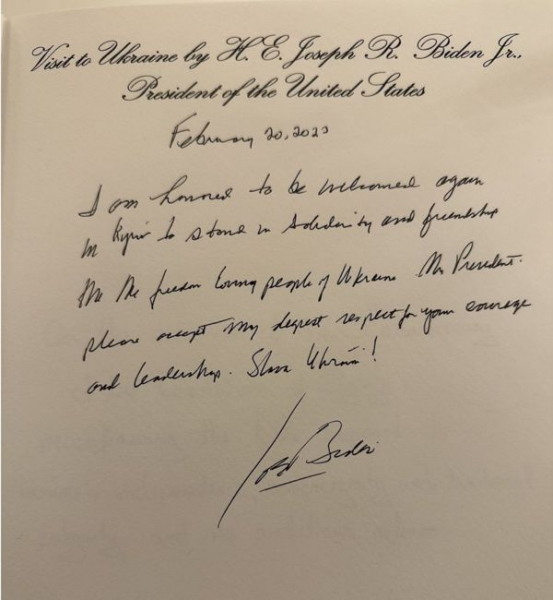 Visit to Ukraine by H. E. Joseph R. Biden Jr.,
President of the United States
February 20, 2023
I am honored to be welcomed again
in Kyiv to stand in solidarity and friendship
the freedom loving people of Ukraine. Mr President.
please accept my deepest respect for your courage
and leadership. Slava Ukraini!
Joe Biden